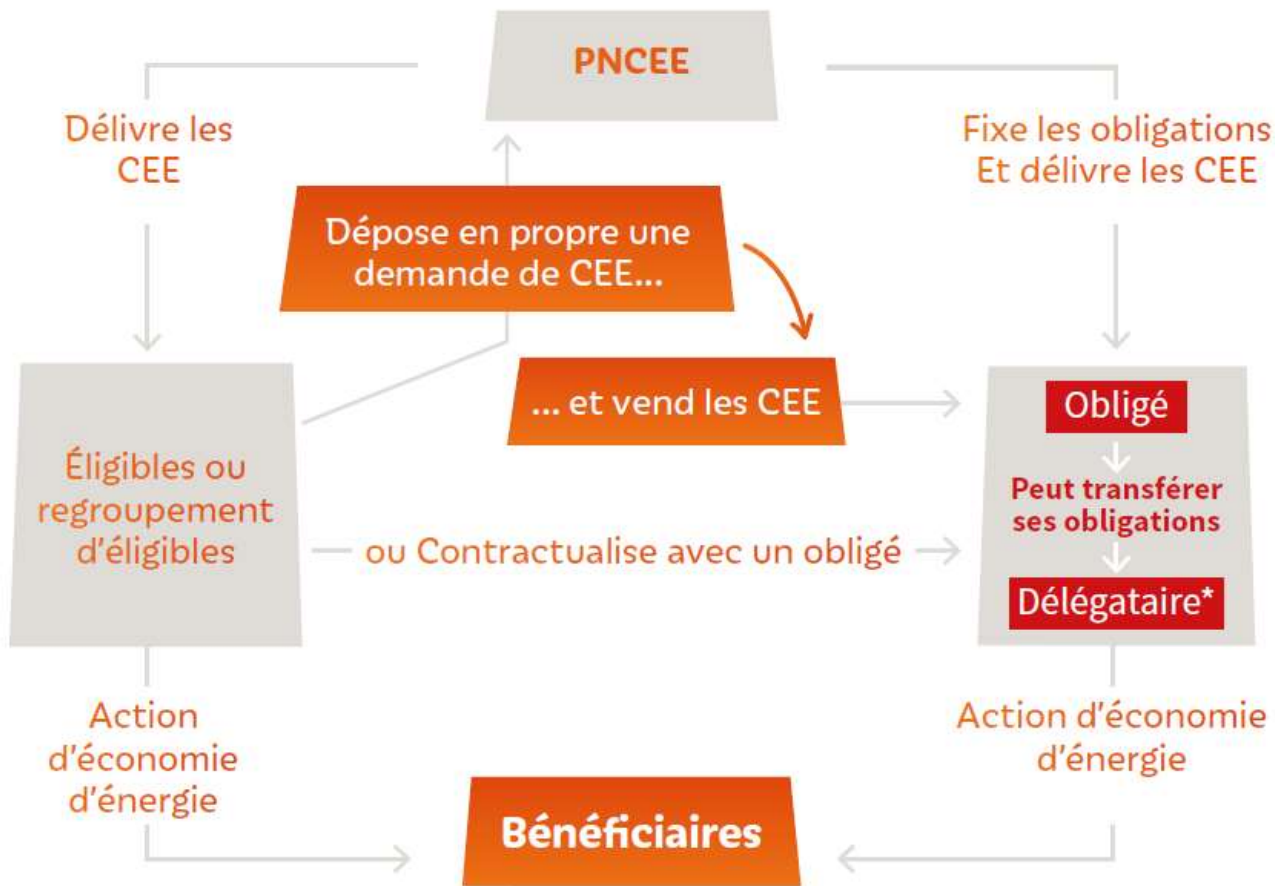 PNCEE
Délivre les
CEE
Fixe les obligations
Et délivre les CEE
Dépose en propre une
demande de CEE...
... et vend les CEE
Éligibles ou
regroupement
d'éligibles
ou Contractualise avec un obligé
Obligé
Peut transférer
ses obligations
Délégataire*
Action
d'économie
d'énergie
Action d'économie
d'énergie
Bénéficiaires